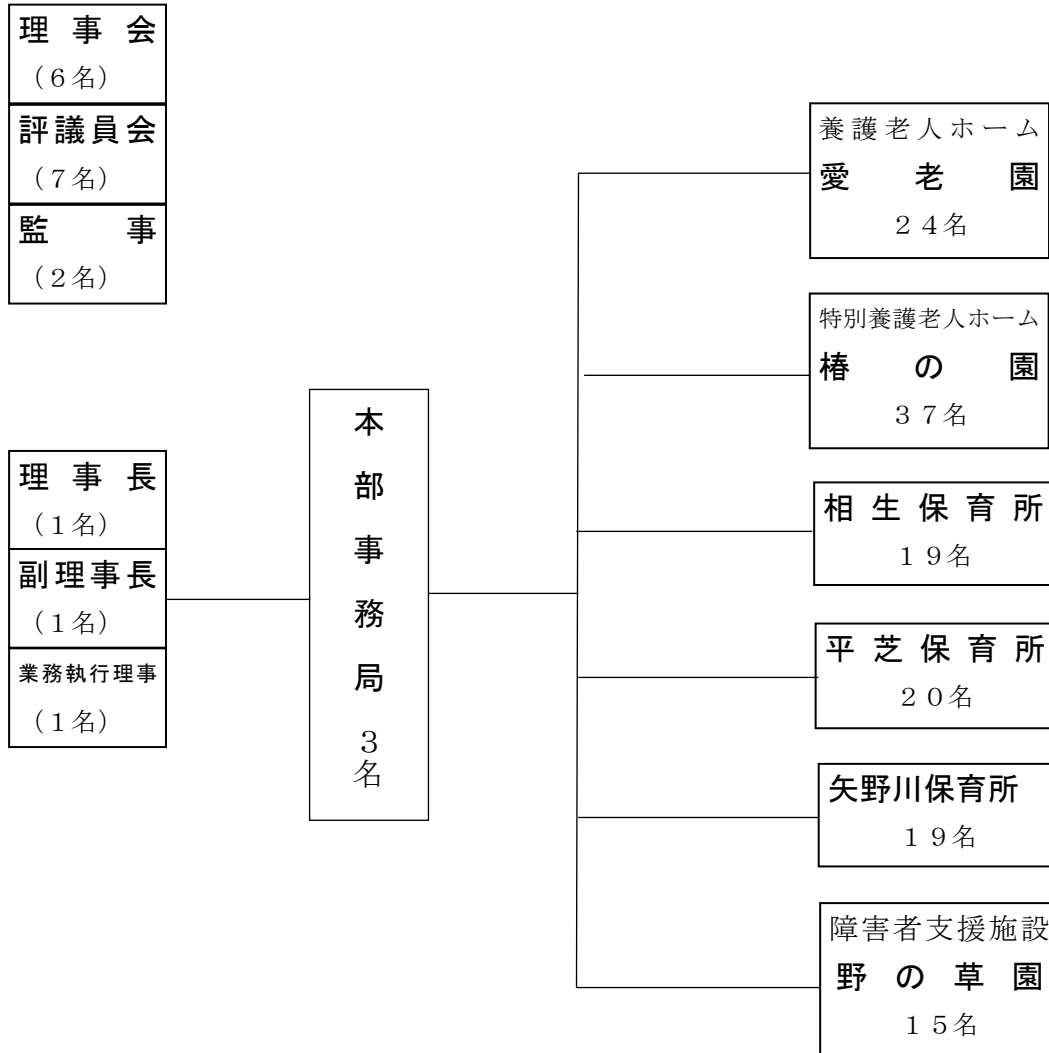 理事会
（６名）
評議員会
（７名）
監事
（２名）
理事長
（１名）
副理事長
（１名）
業務執行理事
（１名）
本部事務局　３名
養護老人ホーム
愛老園
２４名
特別養護老人ホーム
椿の園
３７名
相生保育所
１９名
平芝保育所
２０名
矢野川保育所
１９名
障害者支援施設
野の草園
１５名